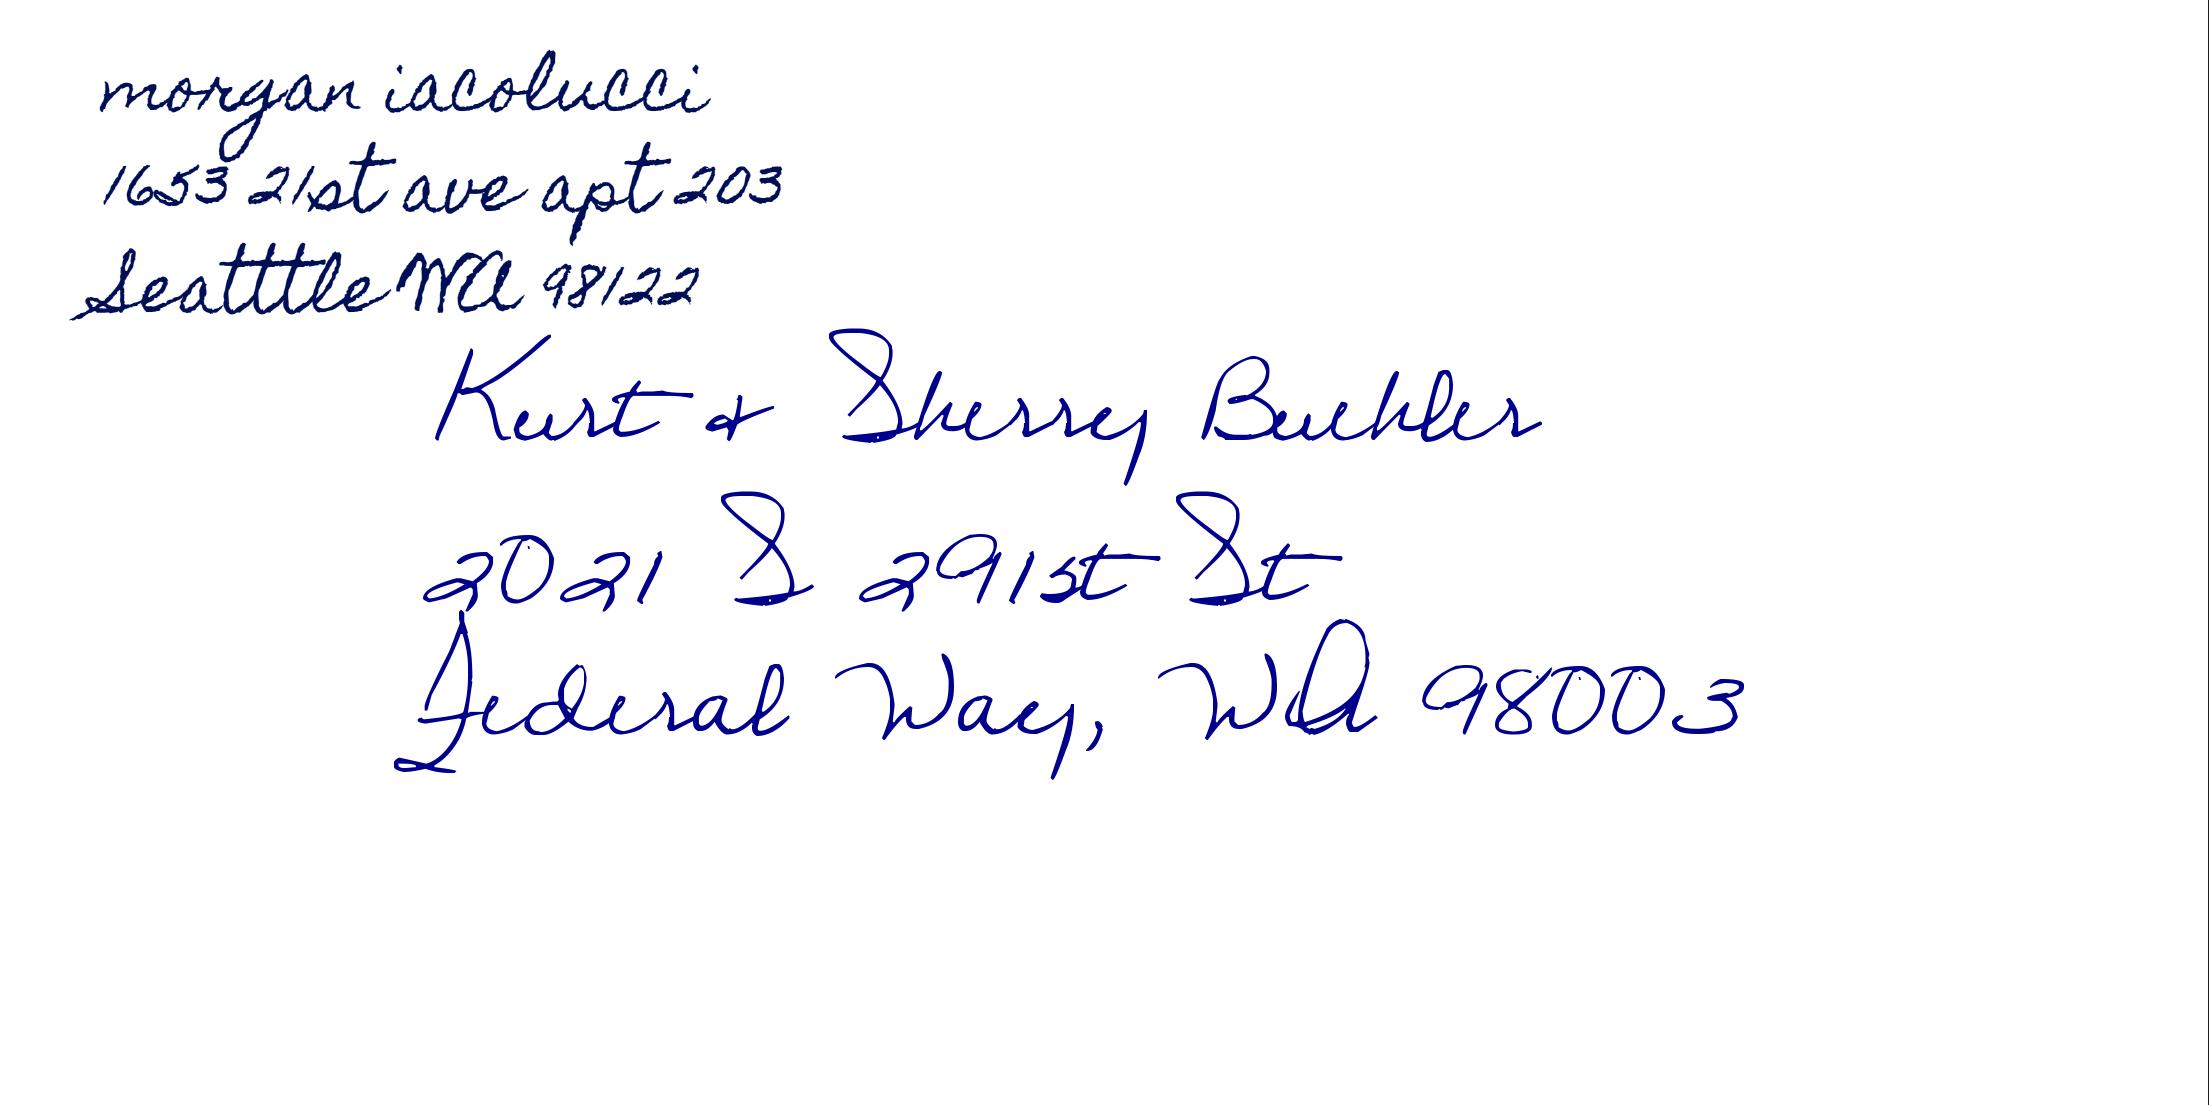 morgan iacolucci
1653 21st ave apt 203
Seatttle WA 98122
Kurt & Sherry Buehler
2021 S 291st St
Federal Way, WA 98003